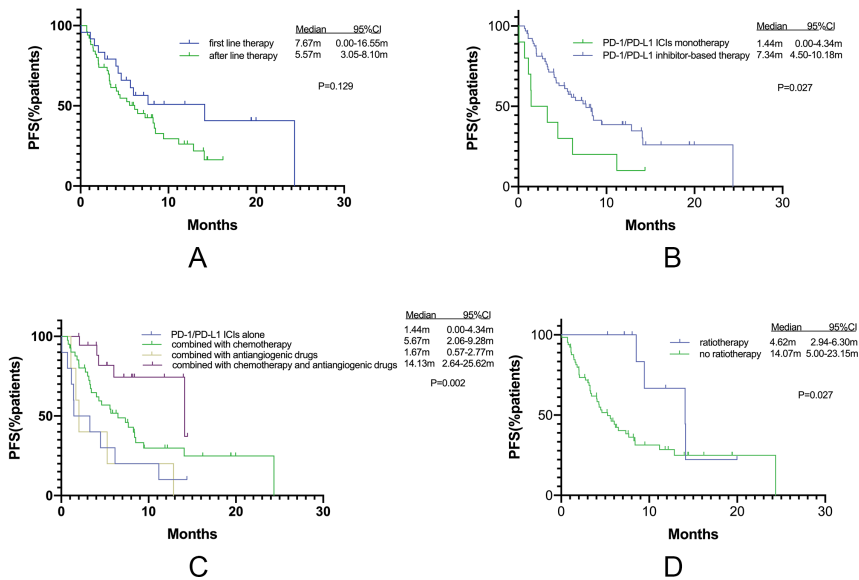 Median 95%CI
first line therapy 7.67m 0.00-16.55m
after line therapy 5.57m 3.05-8.10m
P=0.129
PFS(%patients)
100
50
0
0 10 20 30
Months
A
Median 95%CI
PD-1/PD-L1 ICIs monotherapy 1.44m 0.00-4.34m
PD-1/PD-L1 inhibitor-based therapy 7.34m 4.50-10.18m
P=0.027
PFS(%patients)
100
50
0
0 10 20 30
Months
B
Median 95%CI
PD-1/PD-L1 ICIs alone 1.44m 0.00-4.34m
combined with chemotherapy 5.67m 2.06-9.28m
combined with antiangiogenic drugs 1.67m 0.57-2.77m
combined with chemotherapy and antiangiogenic drugs 14.13m 2.64-25.62m
P=0.002
PFS(%patients)
100
50
0
0 10 20 30
Months
C
Median 95%CI
ratiotherapy 4.62m 2.94-6.30m
no ratiotherapy 14.07m 5.00-23.15m
P=0.027
PFS(%patients)
100
50
0
0 10 20 30
Months
D